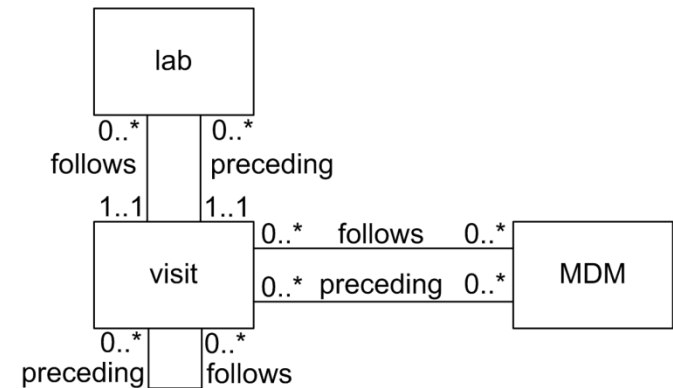 lab
0..* 0..*
follows preceding
1..1 1..1
0..* follows 0..*
visit
MDM
0..* preceding 0..*
0..* 0..*
preceding follows